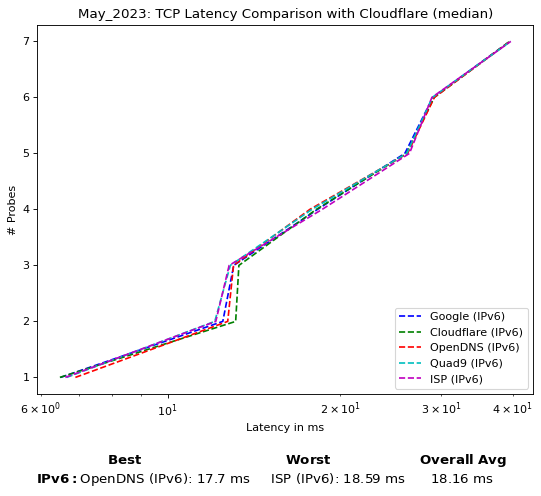 May_2023: TCP Latency Comparison with Cloudflare (median)
# Probes
7
6
5
4
3
2
1
Google (IPv6)
Cloudflare (IPv6)
OpenDNS (IPv6)
Quad9 (IPv6)
ISP (IPv6)
6 × 10⁰ 10¹ 2 × 10¹ 3 × 10¹ 4 × 10¹
Latency in ms
Best Worst Overall Avg
IPv6: OpenDNS (IPv6): 17.7 ms ISP (IPv6): 18.59 ms 18.16 ms